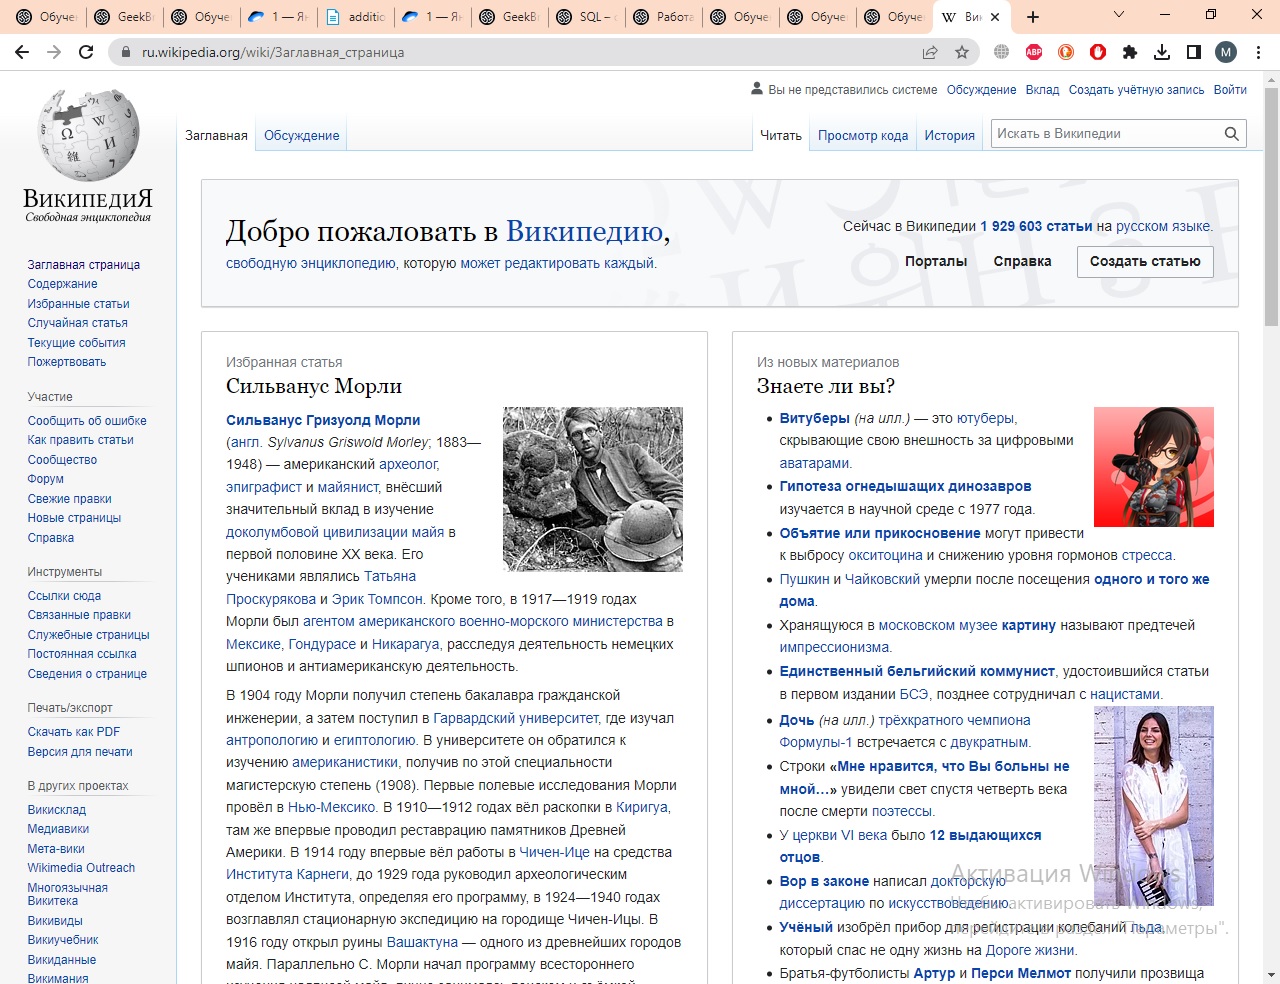 Обучен
GeekBr
Обучен
1 — Ян
additio
1 — Ян
GeekBr
SQL – с
Работа
Обучен
Обучен
Обучен
Вик
ru.wikipedia.org/wiki/Заглавная_страница
ABP
M
Вы не представились системе Обсуждение Вклад Создать учётную запись Войти
Заглавная Обсуждение Читать Просмотр кода История Искать в Википедии
ВикипедиЯ
Свободная энциклопедия
Заглавная страница
Содержание
Избранные статьи
Случайная статья
Текущие события
Пожертвовать
Участие
Сообщить об ошибке
Как править статьи
Сообщество
Форум
Свежие правки
Новые страницы
Справка
Инструменты
Ссылки сюда
Связанные правки
Служебные страницы
Постоянная ссылка
Сведения о странице
Печать/экспорт
Скачать как PDF
Версия для печати
В других проектах
Викисклад
Медиавики
Мета-вики
Wikimedia Outreach
Многоязычная
Викитека
Викивиды
Викиучебник
Викиданные
Викимания
Добро пожаловать в Википедию,
свободную энциклопедию, которую может редактировать каждый.
Сейчас в Википедии 1 929 603 статьи на русском языке.
Порталы Справка Создать статью
Избранная статья
Сильванус Морли
Сильванус Гризуолд Морли
(англ. Sylvanus Griswold Morley; 1883—
1948) — американский археолог,
эпиграфист и майянист, внёсший
значительный вклад в изучение
доколумбовой цивилизации майя в
первой половине XX века. Его
учениками являлись Татьяна
Проскурякова и Эрик Томпсон. Кроме того, в 1917—1919 годах
Морли был агентом американского военно-морского министерства в
Мексике, Гондурасе и Никарагуа, расследуя деятельность немецких
шпионов и антиамериканскую деятельность.
В 1904 году Морли получил степень бакалавра гражданской
инженерии, а затем поступил в Гарвардский университет, где изучал
антропологию и египтологию. В университете он обратился к
изучению американистики, получив по этой специальности
магистерскую степень (1908). Первые полевые исследования Морли
провёл в Нью-Мексико. В 1910—1912 годах вёл раскопки в Киригуа,
там же впервые проводил реставрацию памятников Древней
Америки. В 1914 году впервые вёл работы в Чичен-Ице на средства
Института Карнеги, до 1929 года руководил археологическим
отделом Института, определяя его программу, в 1924—1940 годах
возглавлял стационарную экспедицию на городище Чичен-Ицы. В
1916 году открыл руины Вашактуна — одного из древнейших городов
майя. Параллельно С. Морли начал программу всестороннего
Из новых материалов
Знаете ли вы?
Витуберы (на илл.) — это ютуберы,
скрывающие свою внешность за цифровыми
аватарами.
Гипотеза огнедышащих динозавров
изучается в научной среде с 1977 года.
Объятие или прикосновение могут привести
к выбросу окситоцина и снижению уровня гормонов стресса.
Пушкин и Чайковский умерли после посещения одного и того же
дома.
Хранящуюся в московском музее картину называют предтечей
импрессионизма.
Единственный бельгийский коммунист, удостоившийся статьи
в первом издании БСЭ, позднее сотрудничал с нацистами.
Дочь (на илл.) трёхкратного чемпиона
Формулы-1 встречается с двукратным.
Строки «Мне нравится, что Вы больны не
мной…» увидели свет спустя четверть века
после смерти поэтессы.
У церкви VI века было 12 выдающихся
отцов.
Вор в законе написал докторскую
диссертацию по искусствоведению.
Учёный изобрёл прибор для регистрации колебаний льда,
который спас не одну жизнь на Дороге жизни.
Братья-футболисты Артур и Перси Мелмот получили прозвища
Активация Windows
Чтобы активировать Windows,
перейдите в раздел "Параметры".